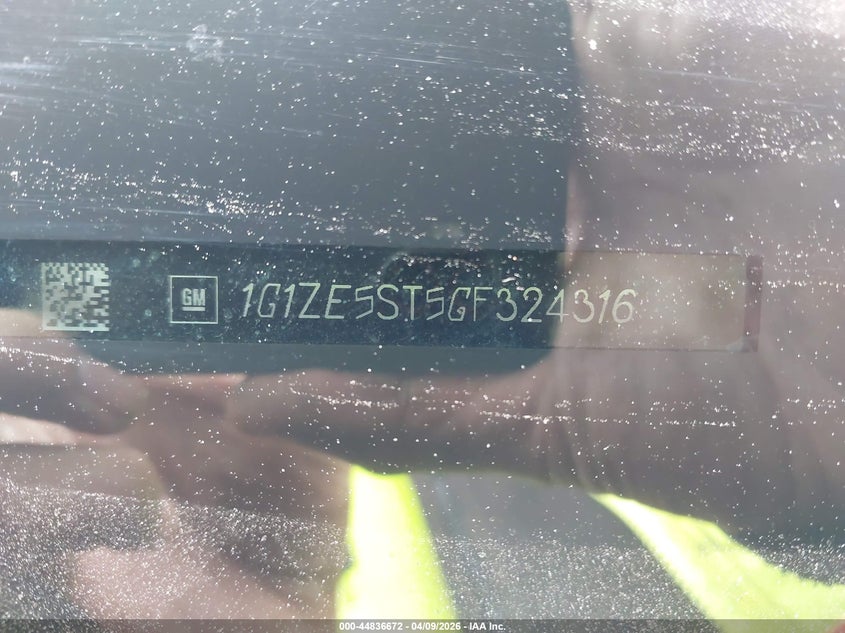 GM 1G1ZE5ST5GF324316
000-44836672 - 04/09/2026 - IAA Inc.